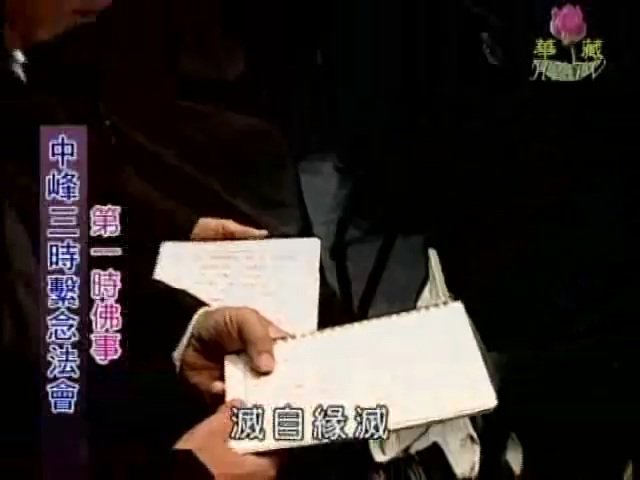 華藏
中峰三時繫念法會
第一時佛事
滅自緣滅